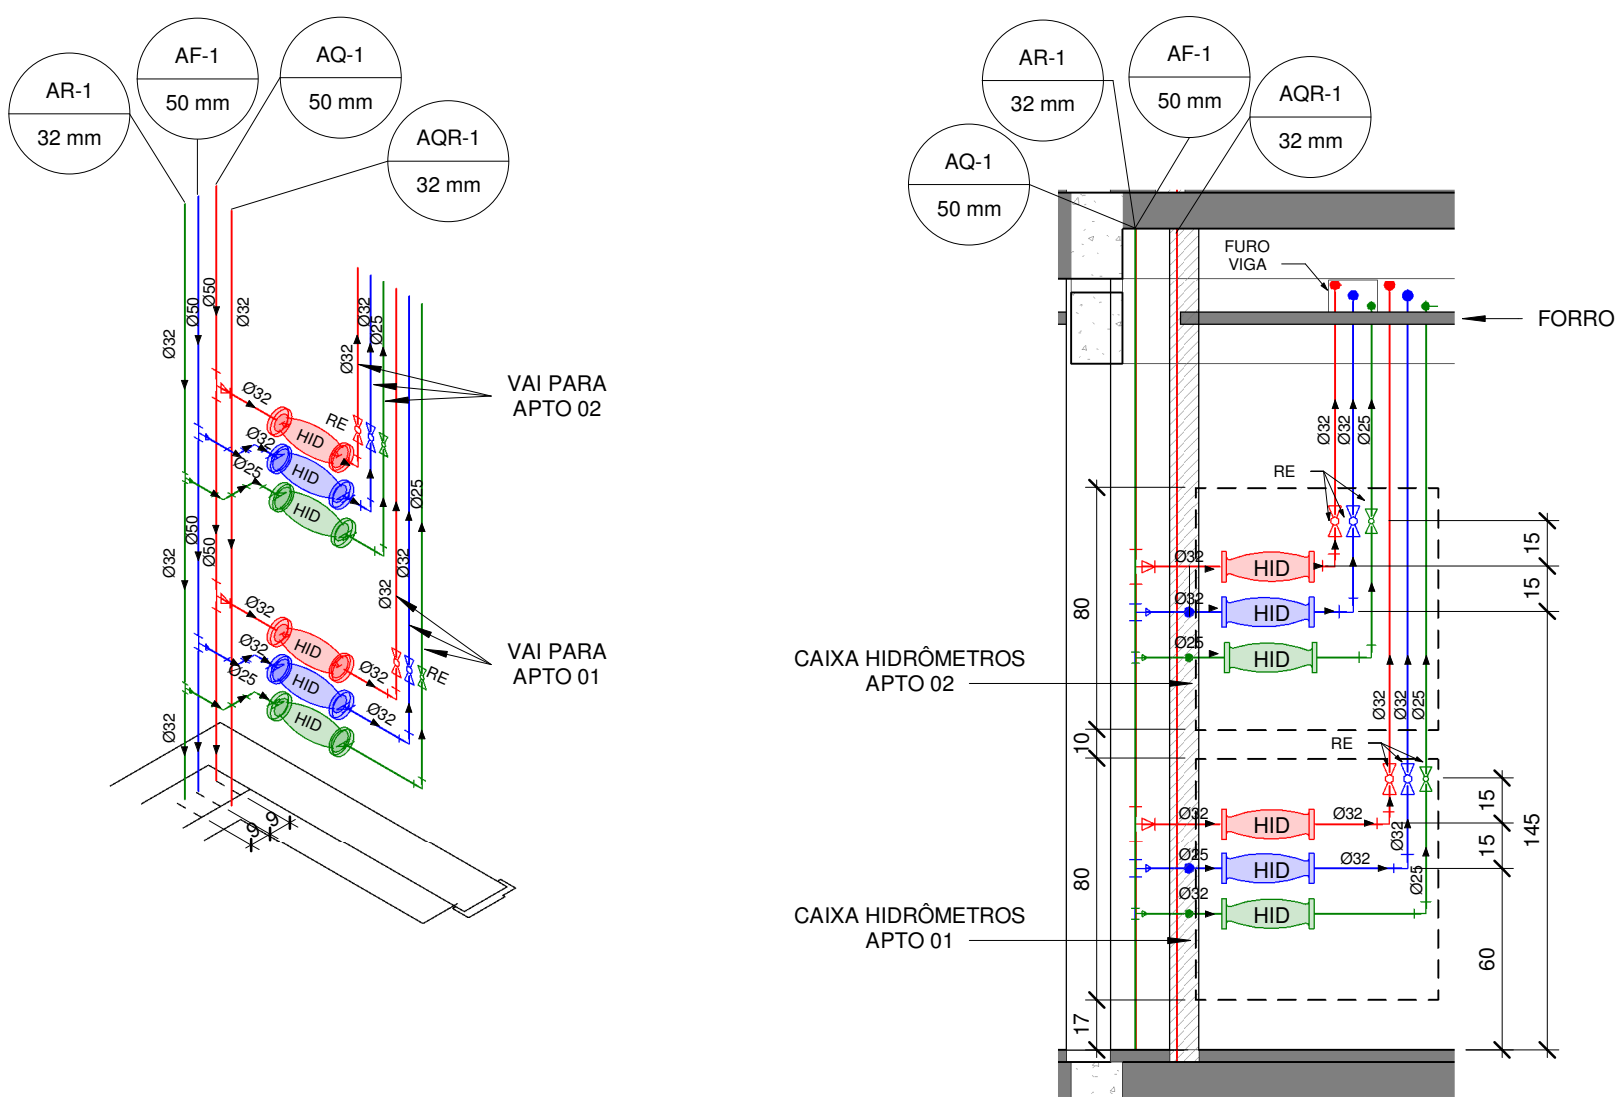 AR-1
32 mm
AF-1
50 mm
AQ-1
50 mm
AQR-1
32 mm
Ø32
Ø50
Ø50
Ø32
Ø32
Ø32
Ø25
Ø32
Ø32
Ø25
HID
HID
HID
RE
VAI PARA
APTO 02
Ø32
Ø50
Ø50
Ø32
Ø32
Ø25
Ø32
Ø32
Ø25
HID
HID
HID
Ø32
Ø32
RE
VAI PARA
APTO 01
Ø32
9
9
AR-1
32 mm
AF-1
50 mm
AQR-1
32 mm
AQ-1
50 mm
FURO
VIGA
FORRO
Ø32
Ø32
Ø25
RE
Ø32
HID
Ø32
HID
Ø25
HID
80
15
15
CAIXA HIDRÔMETROS
APTO 02
Ø32
Ø32
Ø25
10
RE
Ø32
HID
Ø32
Ø32
Ø25
HID
Ø32
Ø25
Ø32
HID
80
15
15
145
CAIXA HIDRÔMETROS
APTO 01
60
17